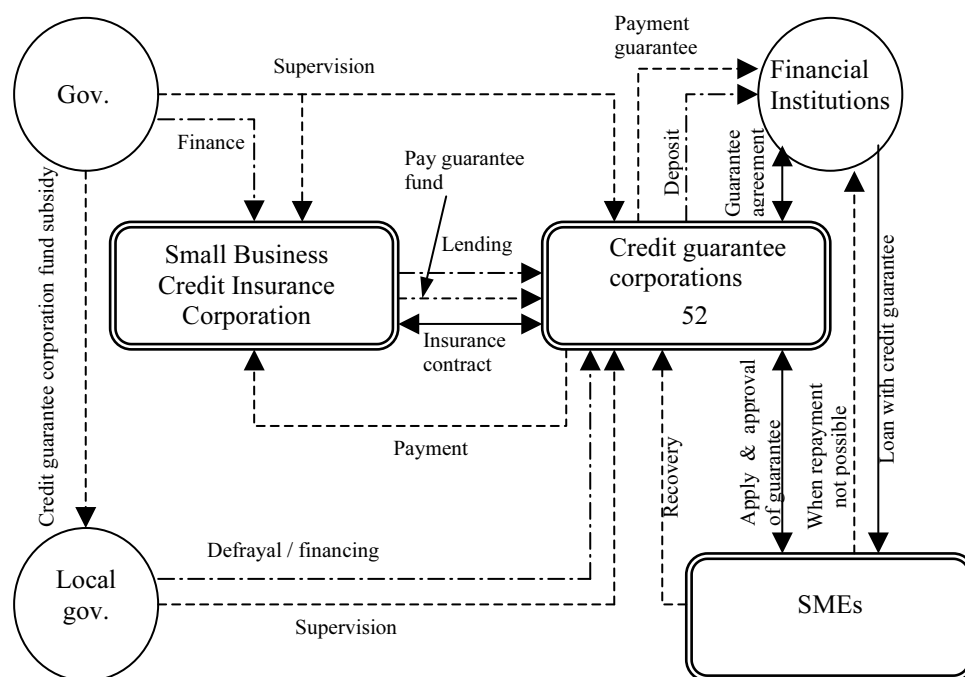 Payment
guarantee
Supervision
Gov.
Financial
Institutions
Finance
Pay guarantee
fund
Deposit
Guarantee
agreement
Credit guarantee corporation fund subsidy
Small Business
Credit Insurance
Corporation
Lending
Insurance
contract
Credit guarantee
corporations
52
Loan with credit guarantee
Payment
Recovery
Apply & approval
of guarantee
When repayment
not possible
Defrayal / financing
Local
gov.
Supervision
SMEs